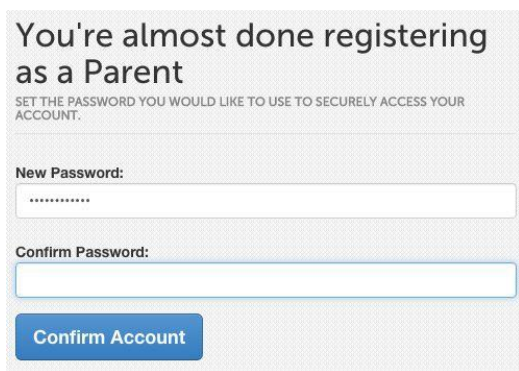 You're almost done registering
as a Parent
SET THE PASSWORD YOU WOULD LIKE TO USE TO SECURELY ACCESS YOUR
ACCOUNT.
New Password:
••••••••••••
Confirm Password:
Confirm Account